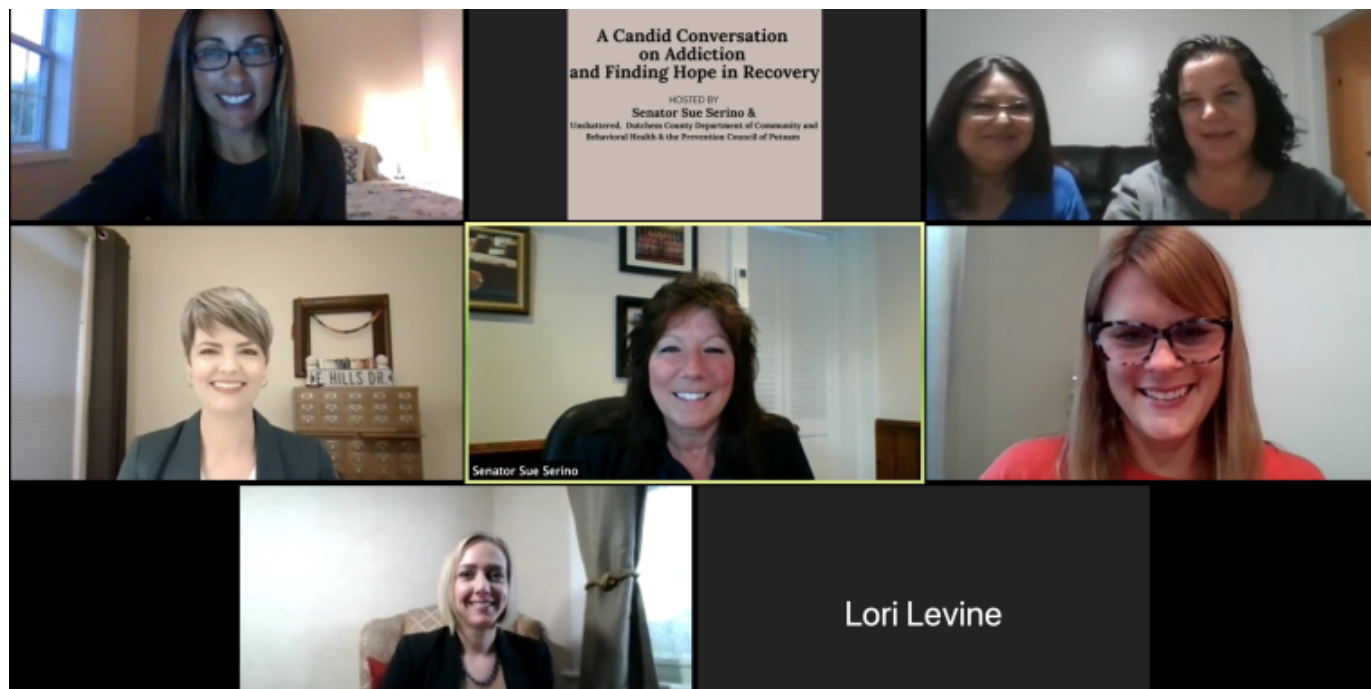 A Candid Conversation
on Addiction
and Finding Hope in Recovery
HOSTED BY
Senator Sue Serino &
Unshattered, Dutchess County Department of Community and
Behavioral Health & the Prevention Council of Putnam
E HILLS DR.
Senator Sue Serino
Lori Levine